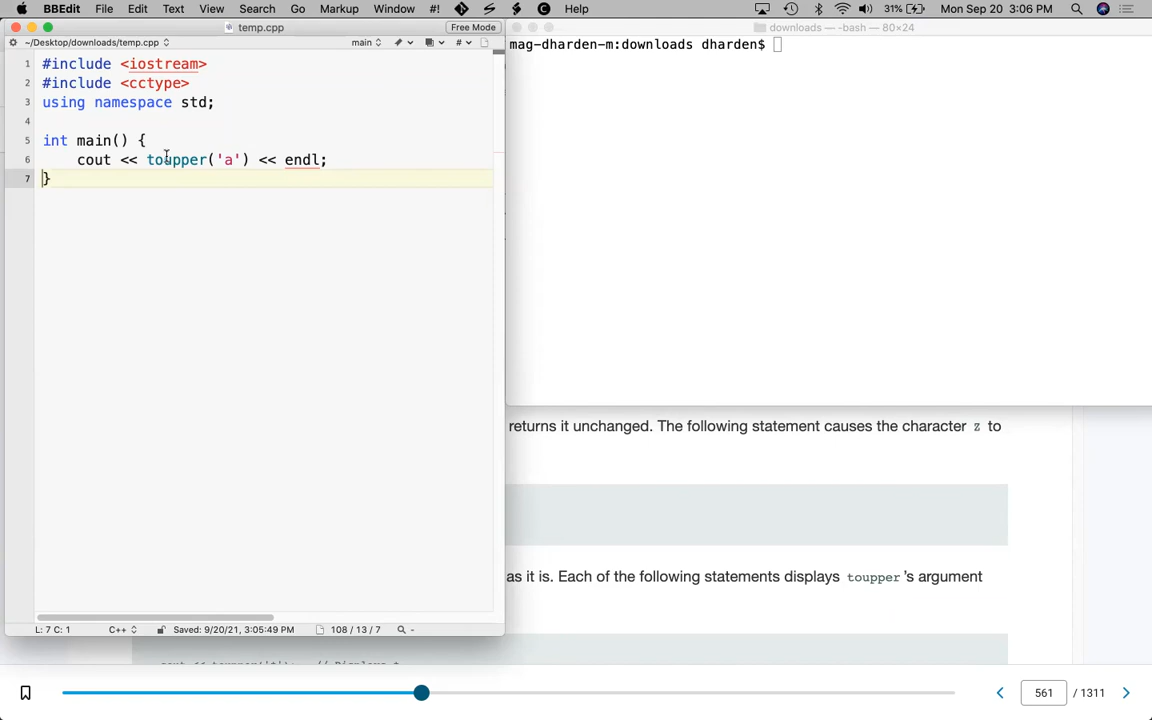 BBEdit File Edit Text View Search Go Markup Window #! Help 31% Mon Sep 20 3:06 PM
temp.cpp Free Mode
~/Desktop/downloads/temp.cpp main #
1 #include <iostream>
2 #include <cctype>
3 using namespace std;
4
5 int main() {
6 cout << toupper('a') << endl;
7 }
L: 7 C: 1 C++ Saved: 9/20/21, 3:05:49 PM 108 / 13 / 7 -
downloads — -bash — 80×24
mag-dharden-m:downloads dharden$
returns it unchanged. The following statement causes the character z to
as it is. Each of the following statements displays toupper 's argument
561 / 1311